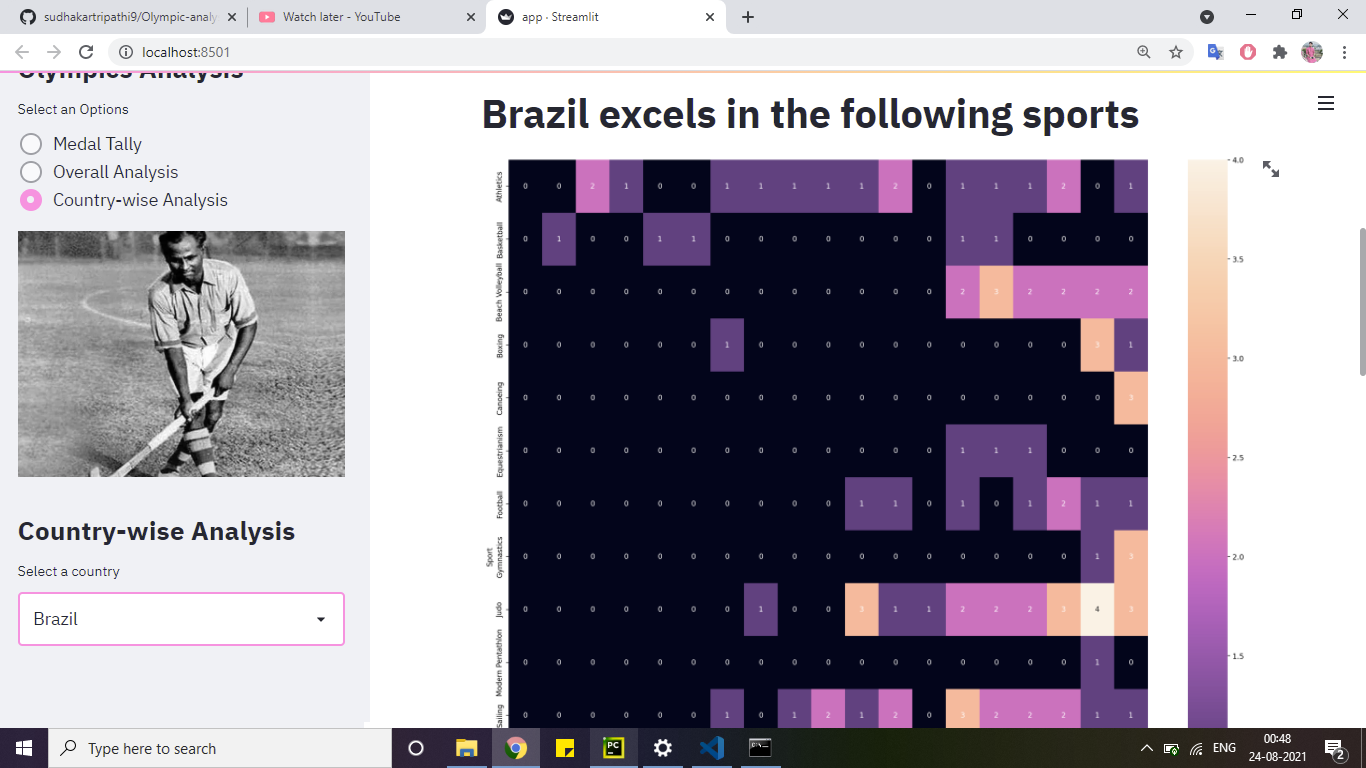 sudhakartripathi9/Olympic-analy
Watch later - YouTube
app · Streamlit
localhost:8501
Olympics Analysis
Select an Options
Medal Tally
Overall Analysis
Country-wise Analysis
Country-wise Analysis
Select a country
Brazil
Brazil excels in the following sports
Sport
Athletics 0 0 2 1 0 0 1 1 1 1 1 2 0 1 1 1 2 0 1
Basketball 0 1 0 0 1 1 0 0 0 0 0 0 0 1 1 0 0 0 0
Beach Volleyball 0 0 0 0 0 0 0 0 0 0 0 0 0 2 3 2 2 2 2
Boxing 0 0 0 0 0 0 1 0 0 0 0 0 0 0 0 0 0 3 1
Canoeing 0 0 0 0 0 0 0 0 0 0 0 0 0 0 0 0 0 0 3
Equestrianism 0 0 0 0 0 0 0 0 0 0 0 0 0 1 1 1 0 0 0
Football 0 0 0 0 0 0 0 0 0 0 1 1 0 1 0 1 2 1 1
Gymnastics 0 0 0 0 0 0 0 0 0 0 0 0 0 0 0 0 0 1 3
Judo 0 0 0 0 0 0 0 1 0 0 3 1 1 2 2 2 3 4 3
Modern Pentathlon 0 0 0 0 0 0 0 0 0 0 0 0 0 0 0 0 0 1 0
Sailing 0 0 0 0 0 0 1 0 1 2 1 2 0 3 2 2 2 1 1
4.0
3.5
3.0
2.5
2.0
1.5
Type here to search
PC
ENG
00:48
24-08-2021
2